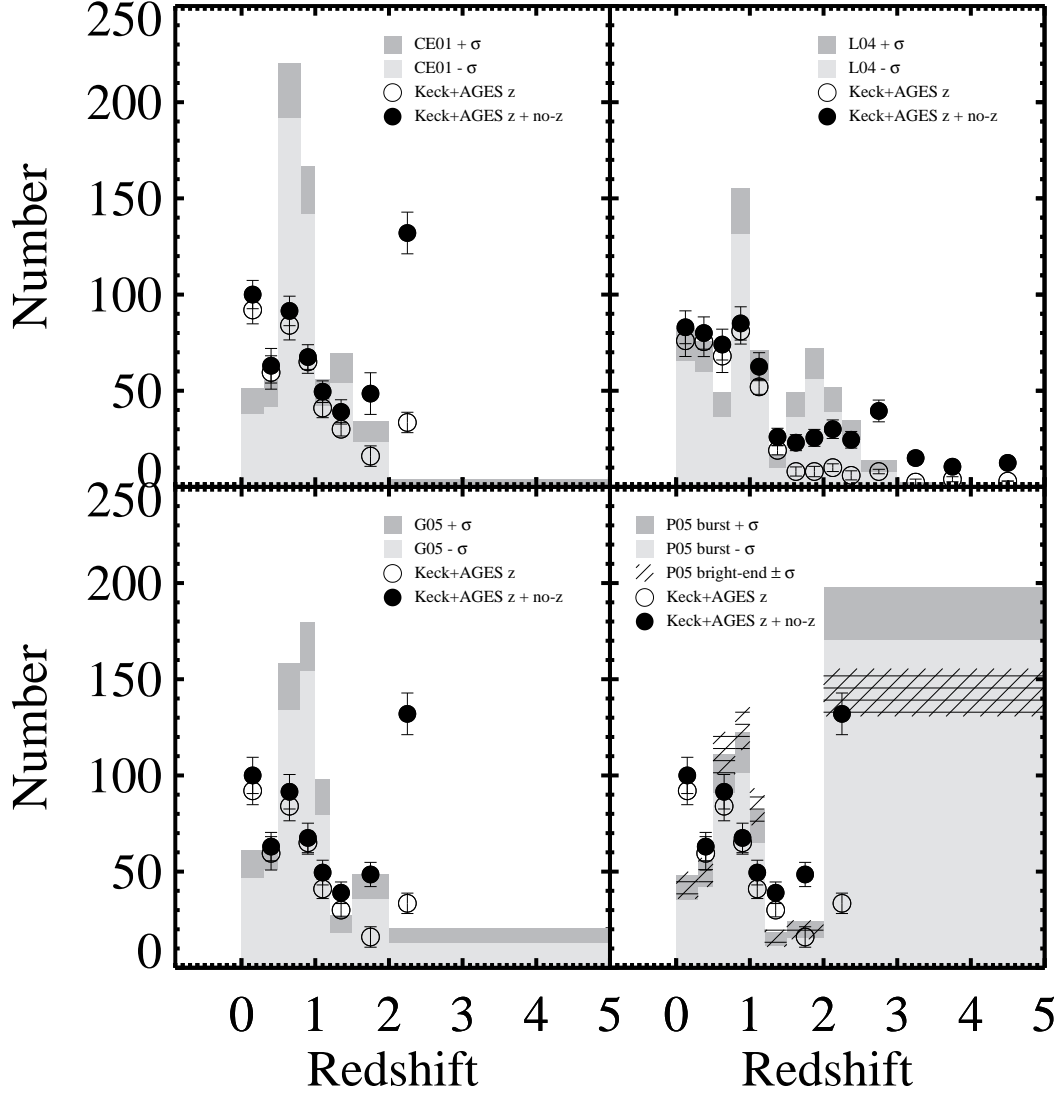 250
200
150
100
50
0
Number
CE01 + σ
CE01 - σ
Keck+AGES z
Keck+AGES z + no-z
L04 + σ
L04 - σ
Keck+AGES z
Keck+AGES z + no-z
250
200
150
100
50
0
Number
G05 + σ
G05 - σ
Keck+AGES z
Keck+AGES z + no-z
P05 burst + σ
P05 burst - σ
P05 bright-end ± σ
Keck+AGES z
Keck+AGES z + no-z
0 1 2 3 4 5
0 1 2 3 4 5
Redshift
Redshift